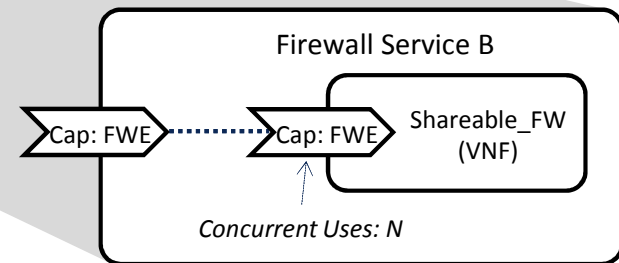 Firewall Service B
Cap: FWE
Cap: FWE
Shareable_FW
(VNF)
Concurrent Uses: N